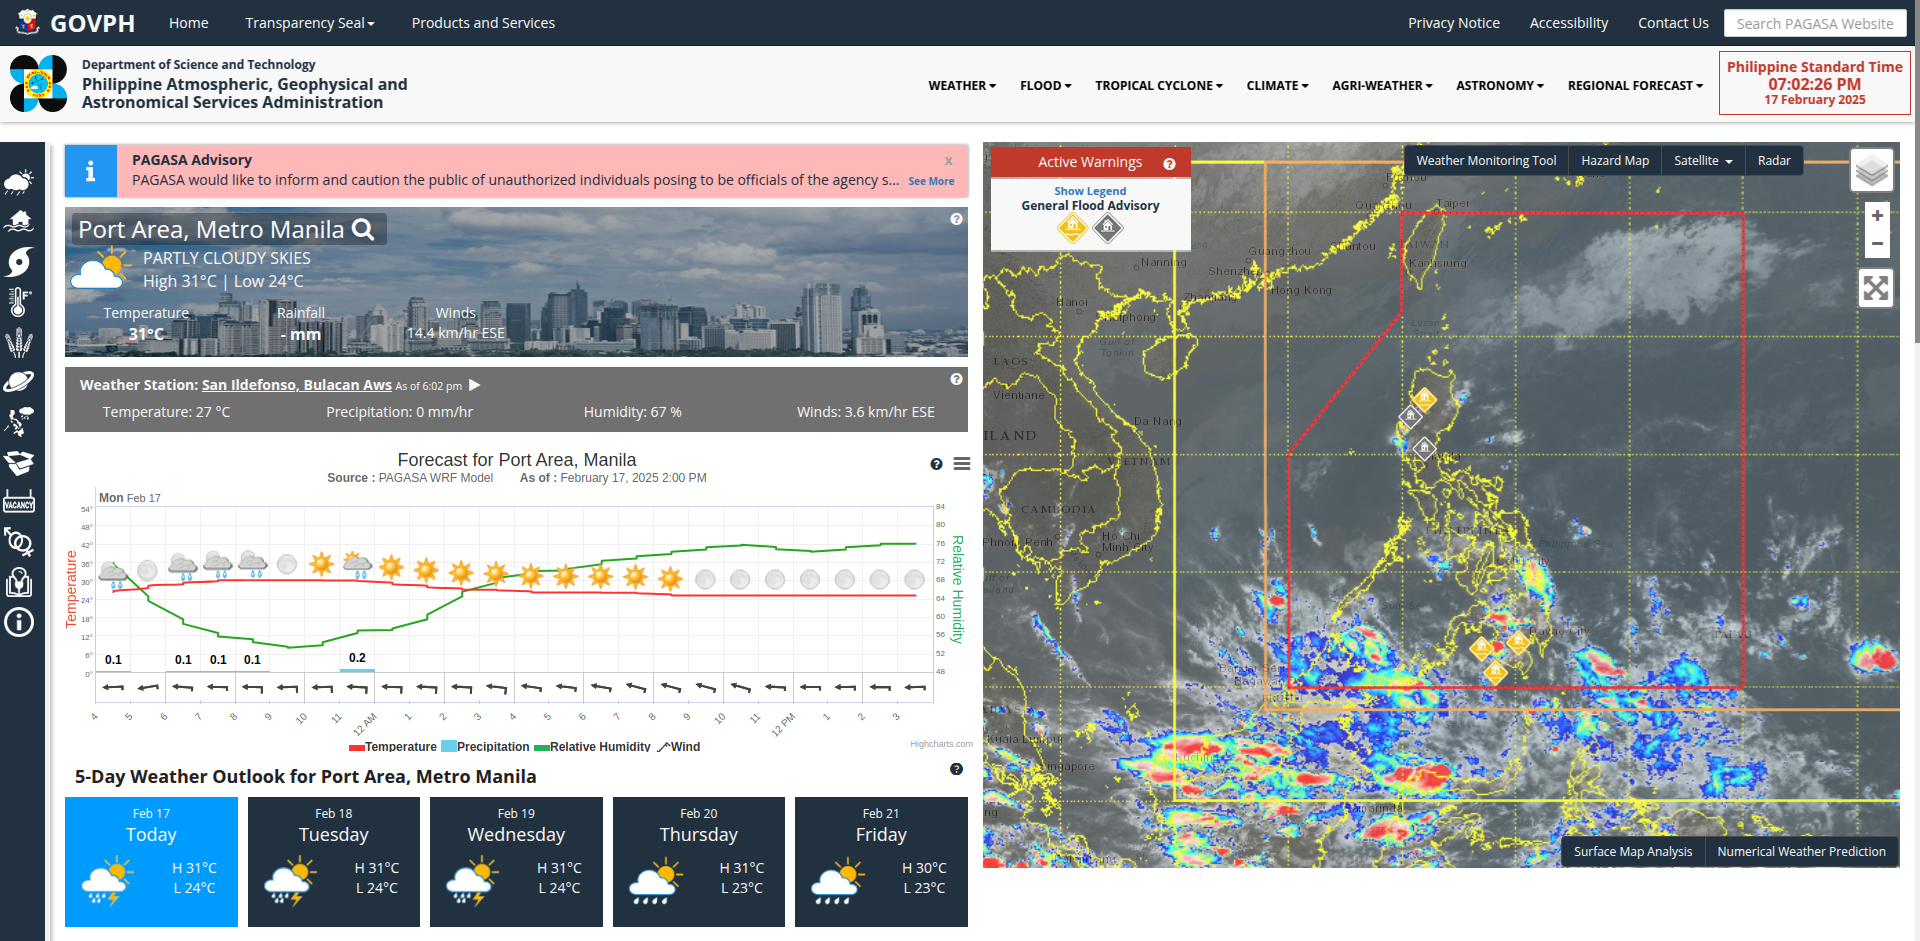 GOVPH
Home
Transparency Seal
Products and Services
Privacy Notice
Accessibility
Contact Us
Search PAGASA Website
Department of Science and Technology
Philippine Atmospheric, Geophysical and
Astronomical Services Administration
WEATHER
FLOOD
TROPICAL CYCLONE
CLIMATE
AGRI-WEATHER
ASTRONOMY
REGIONAL FORECAST
Philippine Standard Time
07:02:26 PM
17 February 2025
PAGASA Advisory
x
PAGASA would like to inform and caution the public of unauthorized individuals posing to be officials of the agency s... See More
Port Area, Metro Manila
PARTLY CLOUDY SKIES
High 31°C | Low 24°C
Temperature
Rainfall
Winds
31°C
- mm
14.4 km/hr ESE
Weather Station: San Ildefonso, Bulacan Aws As of 6:02 pm
Temperature: 27 °C
Precipitation: 0 mm/hr
Humidity: 67 %
Winds: 3.6 km/hr ESE
Forecast for Port Area, Manila
Source : PAGASA WRF Model As of : February 17, 2025 2:00 PM
Mon Feb 17
54°
48°
42°
36°
30°
24°
18°
12°
6°
0°
Temperature
84
80
76
72
68
64
60
56
52
48
Relative Humidity
0.1
0.1
0.1
0.1
0.2
4
5
6
7
8
9
10
11
12 AM
1
2
3
4
5
6
7
8
9
10
11
12 PM
1
2
3
Temperature
Precipitation
Relative Humidity
Wind
Highcharts.com
5-Day Weather Outlook for Port Area, Metro Manila
Feb 17
Today
H 31°C
L 24°C
Feb 18
Tuesday
H 31°C
L 24°C
Feb 19
Wednesday
H 31°C
L 24°C
Feb 20
Thursday
H 31°C
L 23°C
Feb 21
Friday
H 30°C
L 23°C
VACANCY
F°
Active Warnings
Show Legend
General Flood Advisory
Weather Monitoring Tool
Hazard Map
Satellite
Radar
+
−
Taipei
Guangzhou
Nanning
Shenzhen
Kaohsiung
Hong Kong
Hanoi
Gulf of
Tonkin
LAOS
Vientiane
Da Nang
ILAND
VIETNAM
CAMBODIA
Phnom Penh
Ho Chi
Minh City
Davao City
Kuala Lumpur
Singapore
Kuching
Surface Map Analysis
Numerical Weather Prediction